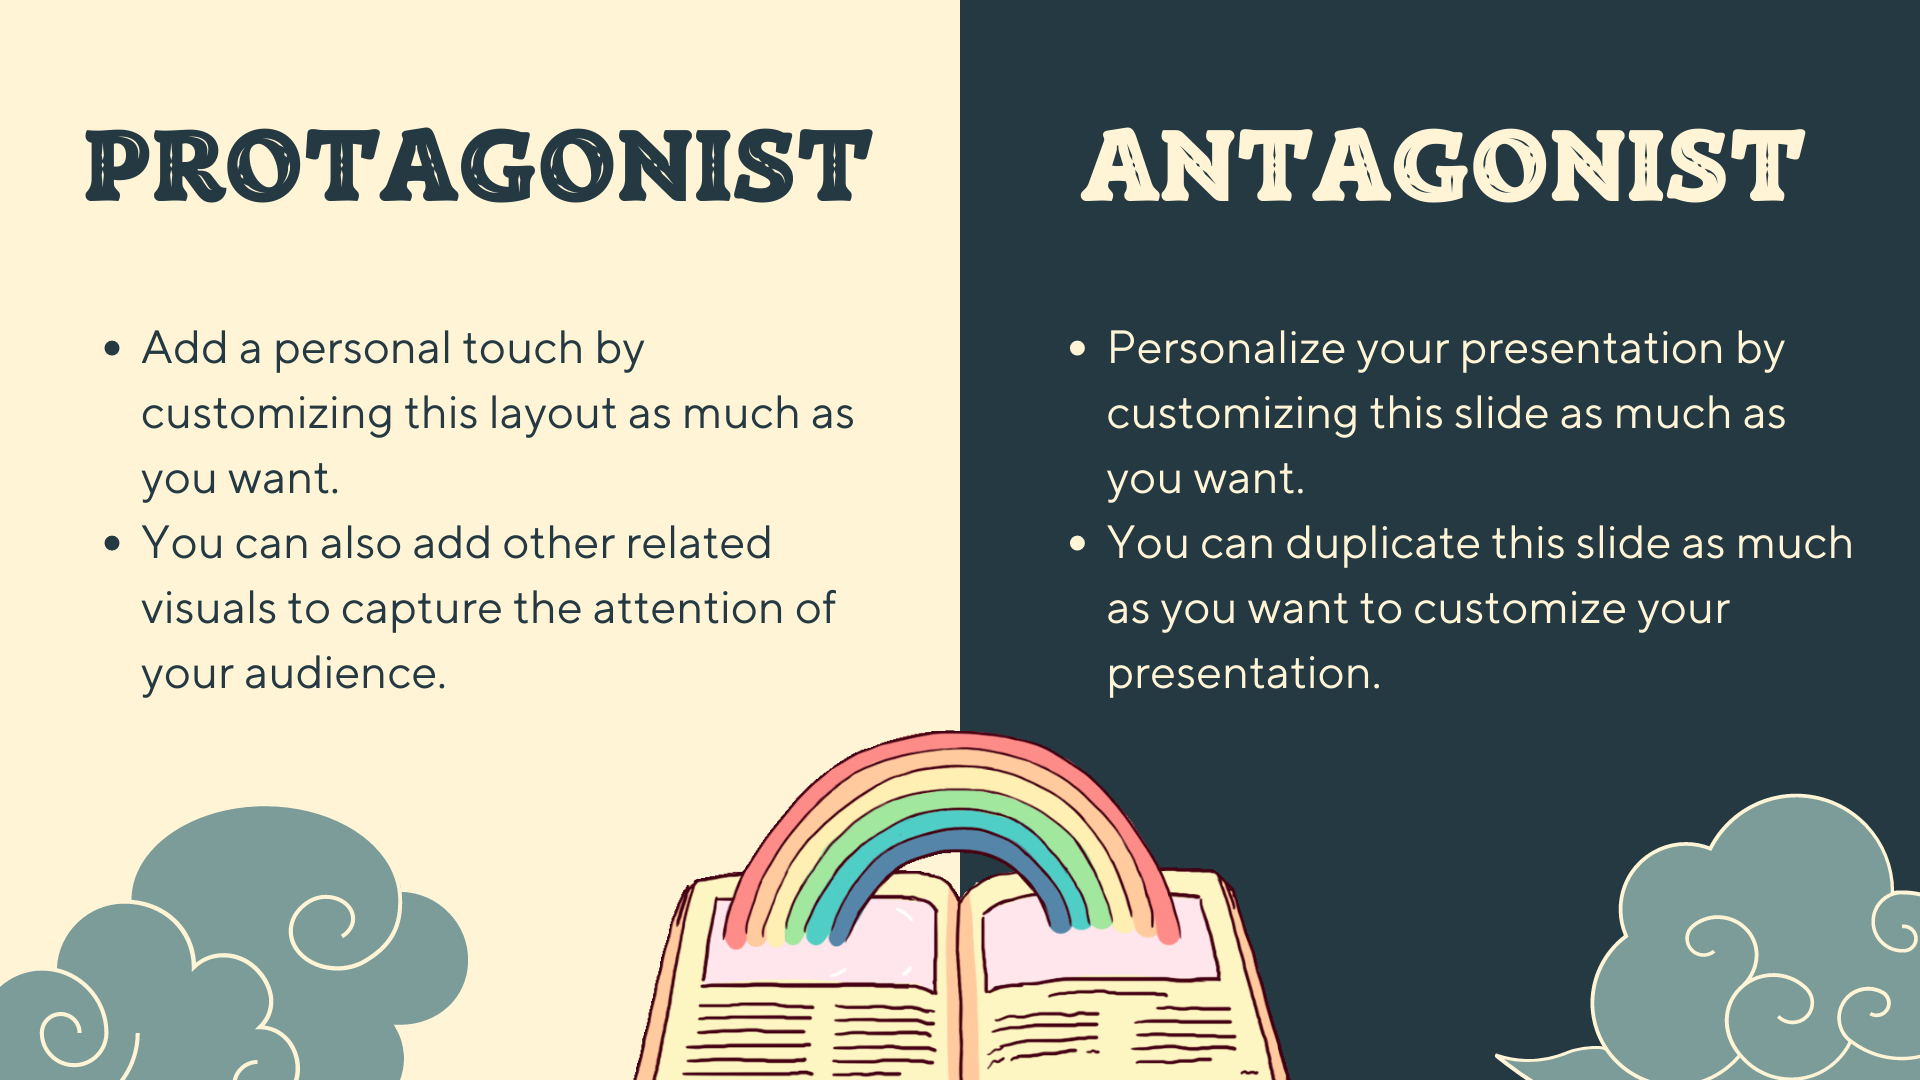 PROTAGONIST
Add a personal touch by
customizing this layout as much as
you want.
You can also add other related
visuals to capture the attention of
your audience.
ANTAGONIST
Personalize your presentation by
customizing this slide as much as
you want.
You can duplicate this slide as much
as you want to customize your
presentation.